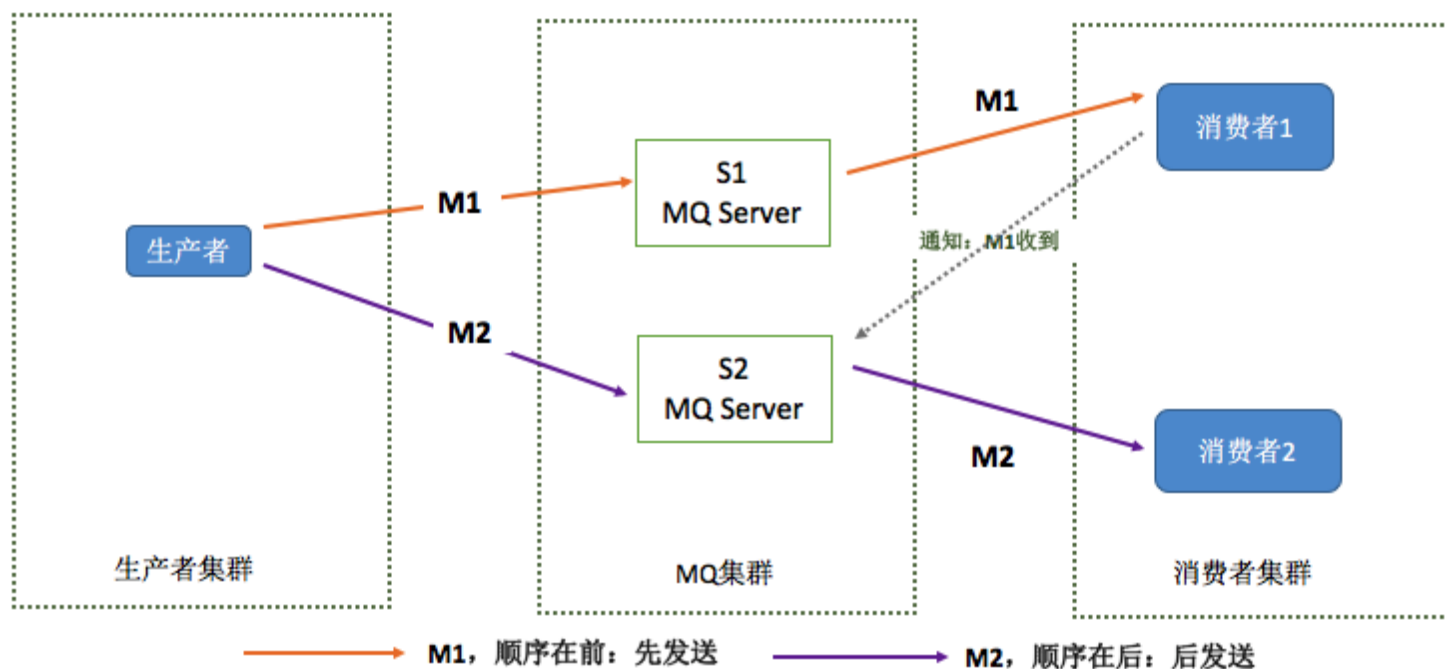 M1
消费者1
S1
MQ Server
M1
生产者
通知：M1收到
M2
S2
MQ Server
消费者2
M2
生产者集群
MQ集群
消费者集群
M1，顺序在前：先发送
M2，顺序在后：后发送